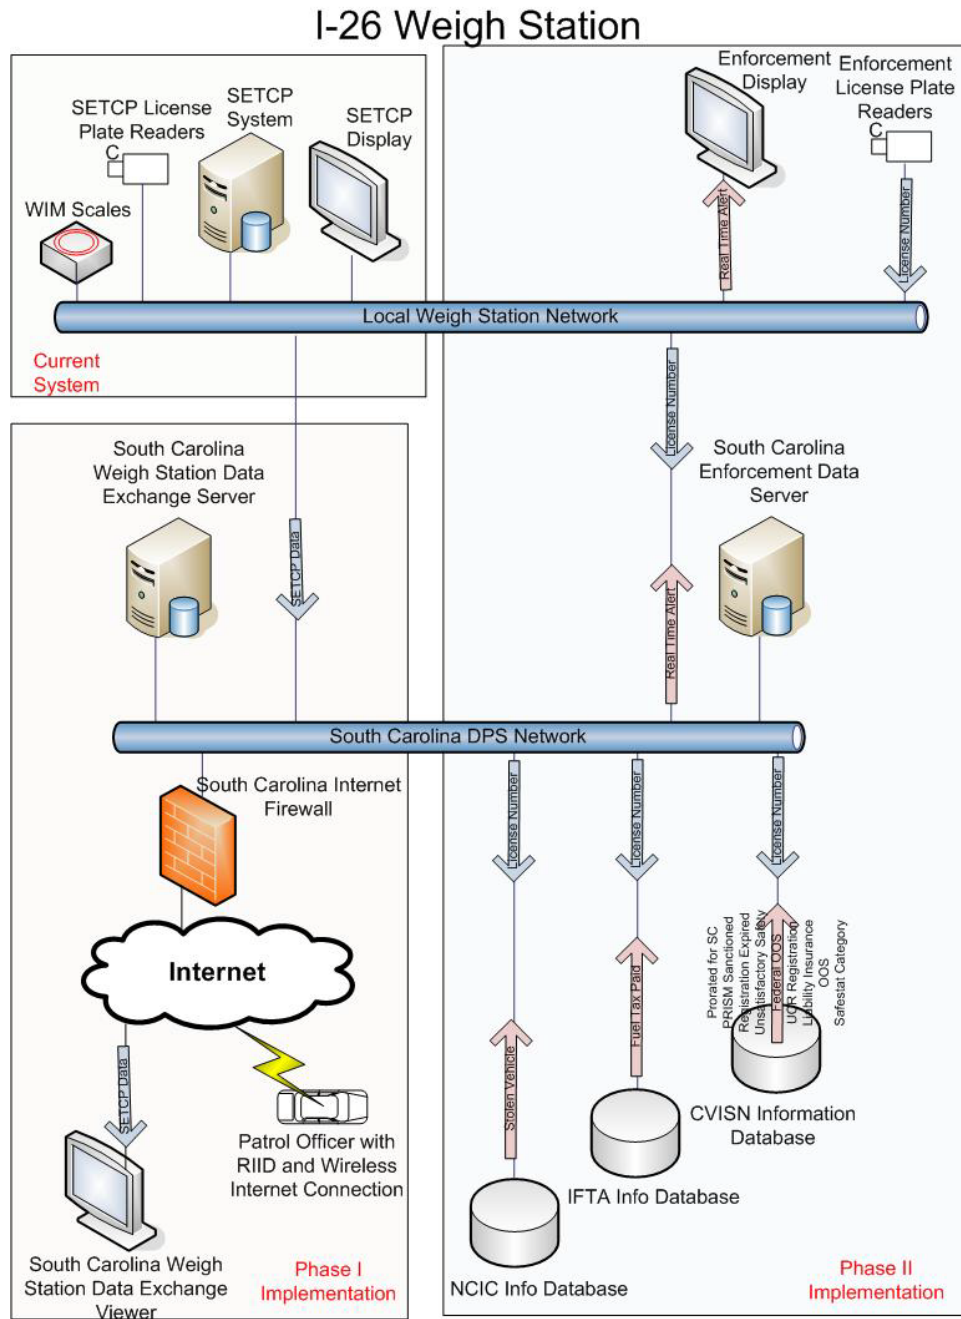 I-26 Weigh Station
SETCP License
Plate Readers
C
SETCP
System
SETCP
Display
WIM Scales
Enforcement
Display
Enforcement
License Plate
Readers
C
Real Time Alert
License Number
Local Weigh Station Network
Current
System
License Number
South Carolina
Weigh Station Data
Exchange Server
SETCP Data
South Carolina
Enforcement Data
Server
Real Time Alert
South Carolina DPS Network
South Carolina Internet
Firewall
License Number
License Number
License Number
Internet
Prorated for SC
PRISM Sanctioned
Registration Expired
Unsatisfactory Safety
Federal OOS
UCR Registration
Liability Insurance
OOS
Safestat Category
Fuel Tax Paid
Stolen Vehicle
SETCP Data
Patrol Officer with
RIID and Wireless
Internet Connection
CVISN Information
Database
IFTA Info Database
NCIC Info Database
South Carolina Weigh
Station Data Exchange
Viewer
Phase I
Implementation
Phase II
Implementation